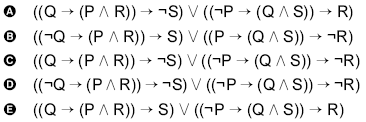 A ((Q → (P ∧ R)) → ¬S) ∨ ((¬P → (Q ∧ S)) → R)
B ((¬Q → (P ∧ R)) → S) ∨ ((P → (Q ∧ S)) → ¬R)
C ((Q → (P ∧ R)) → ¬S) ∨ ((¬P → (Q ∧ S)) → ¬R)
D ((¬Q → (P ∧ R)) → ¬S) ∨ ((¬P → (Q ∧ S)) → ¬R)
E ((Q → (P ∧ R)) → S) ∨ ((¬P → (Q ∧ S)) → R)